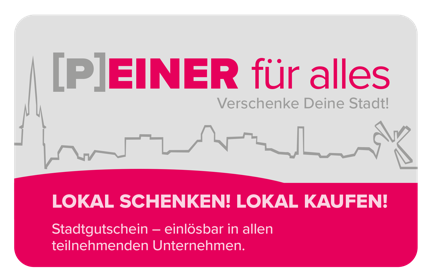 [P]EINER für alles
Verschenke Deine Stadt!
LOKAL SCHENKEN! LOKAL KAUFEN!
Stadtgutschein – einlösbar in allen
teilnehmenden Unternehmen.